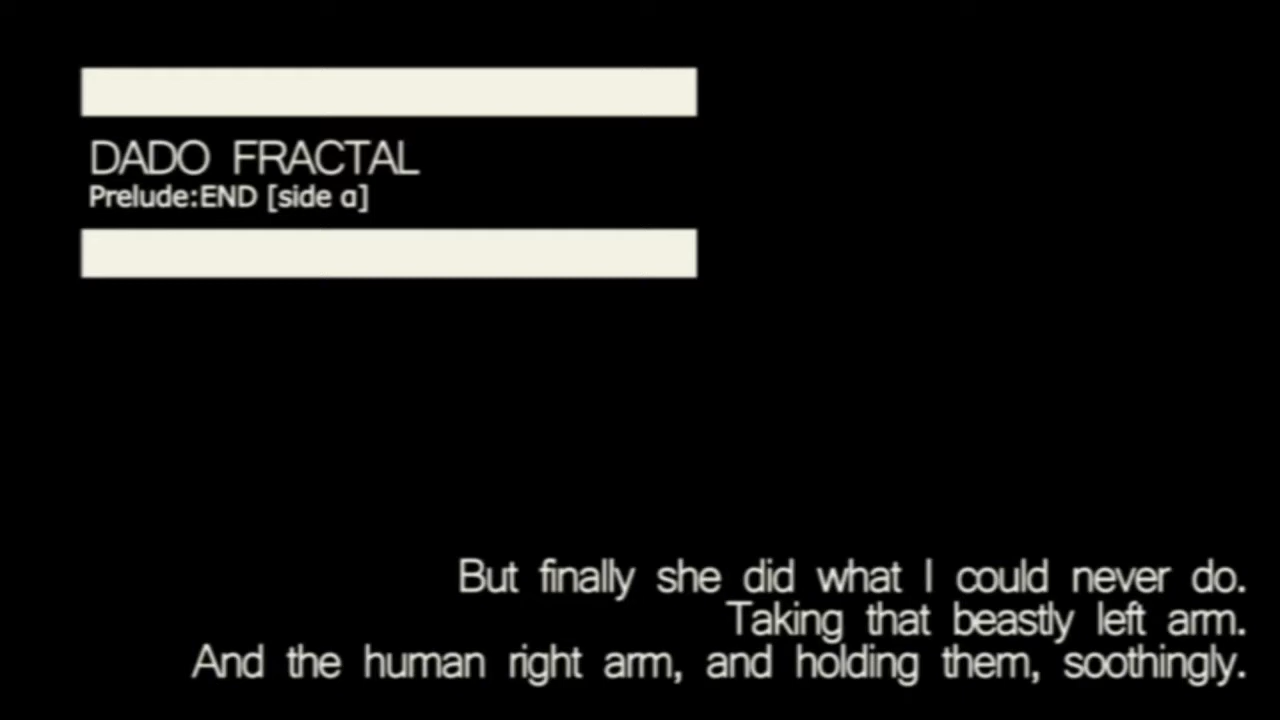 DADO FRACTAL
Prelude:END [side a]
But finally she did what I could never do.
Taking that beastly left arm.
And the human right arm, and holding them, soothingly.